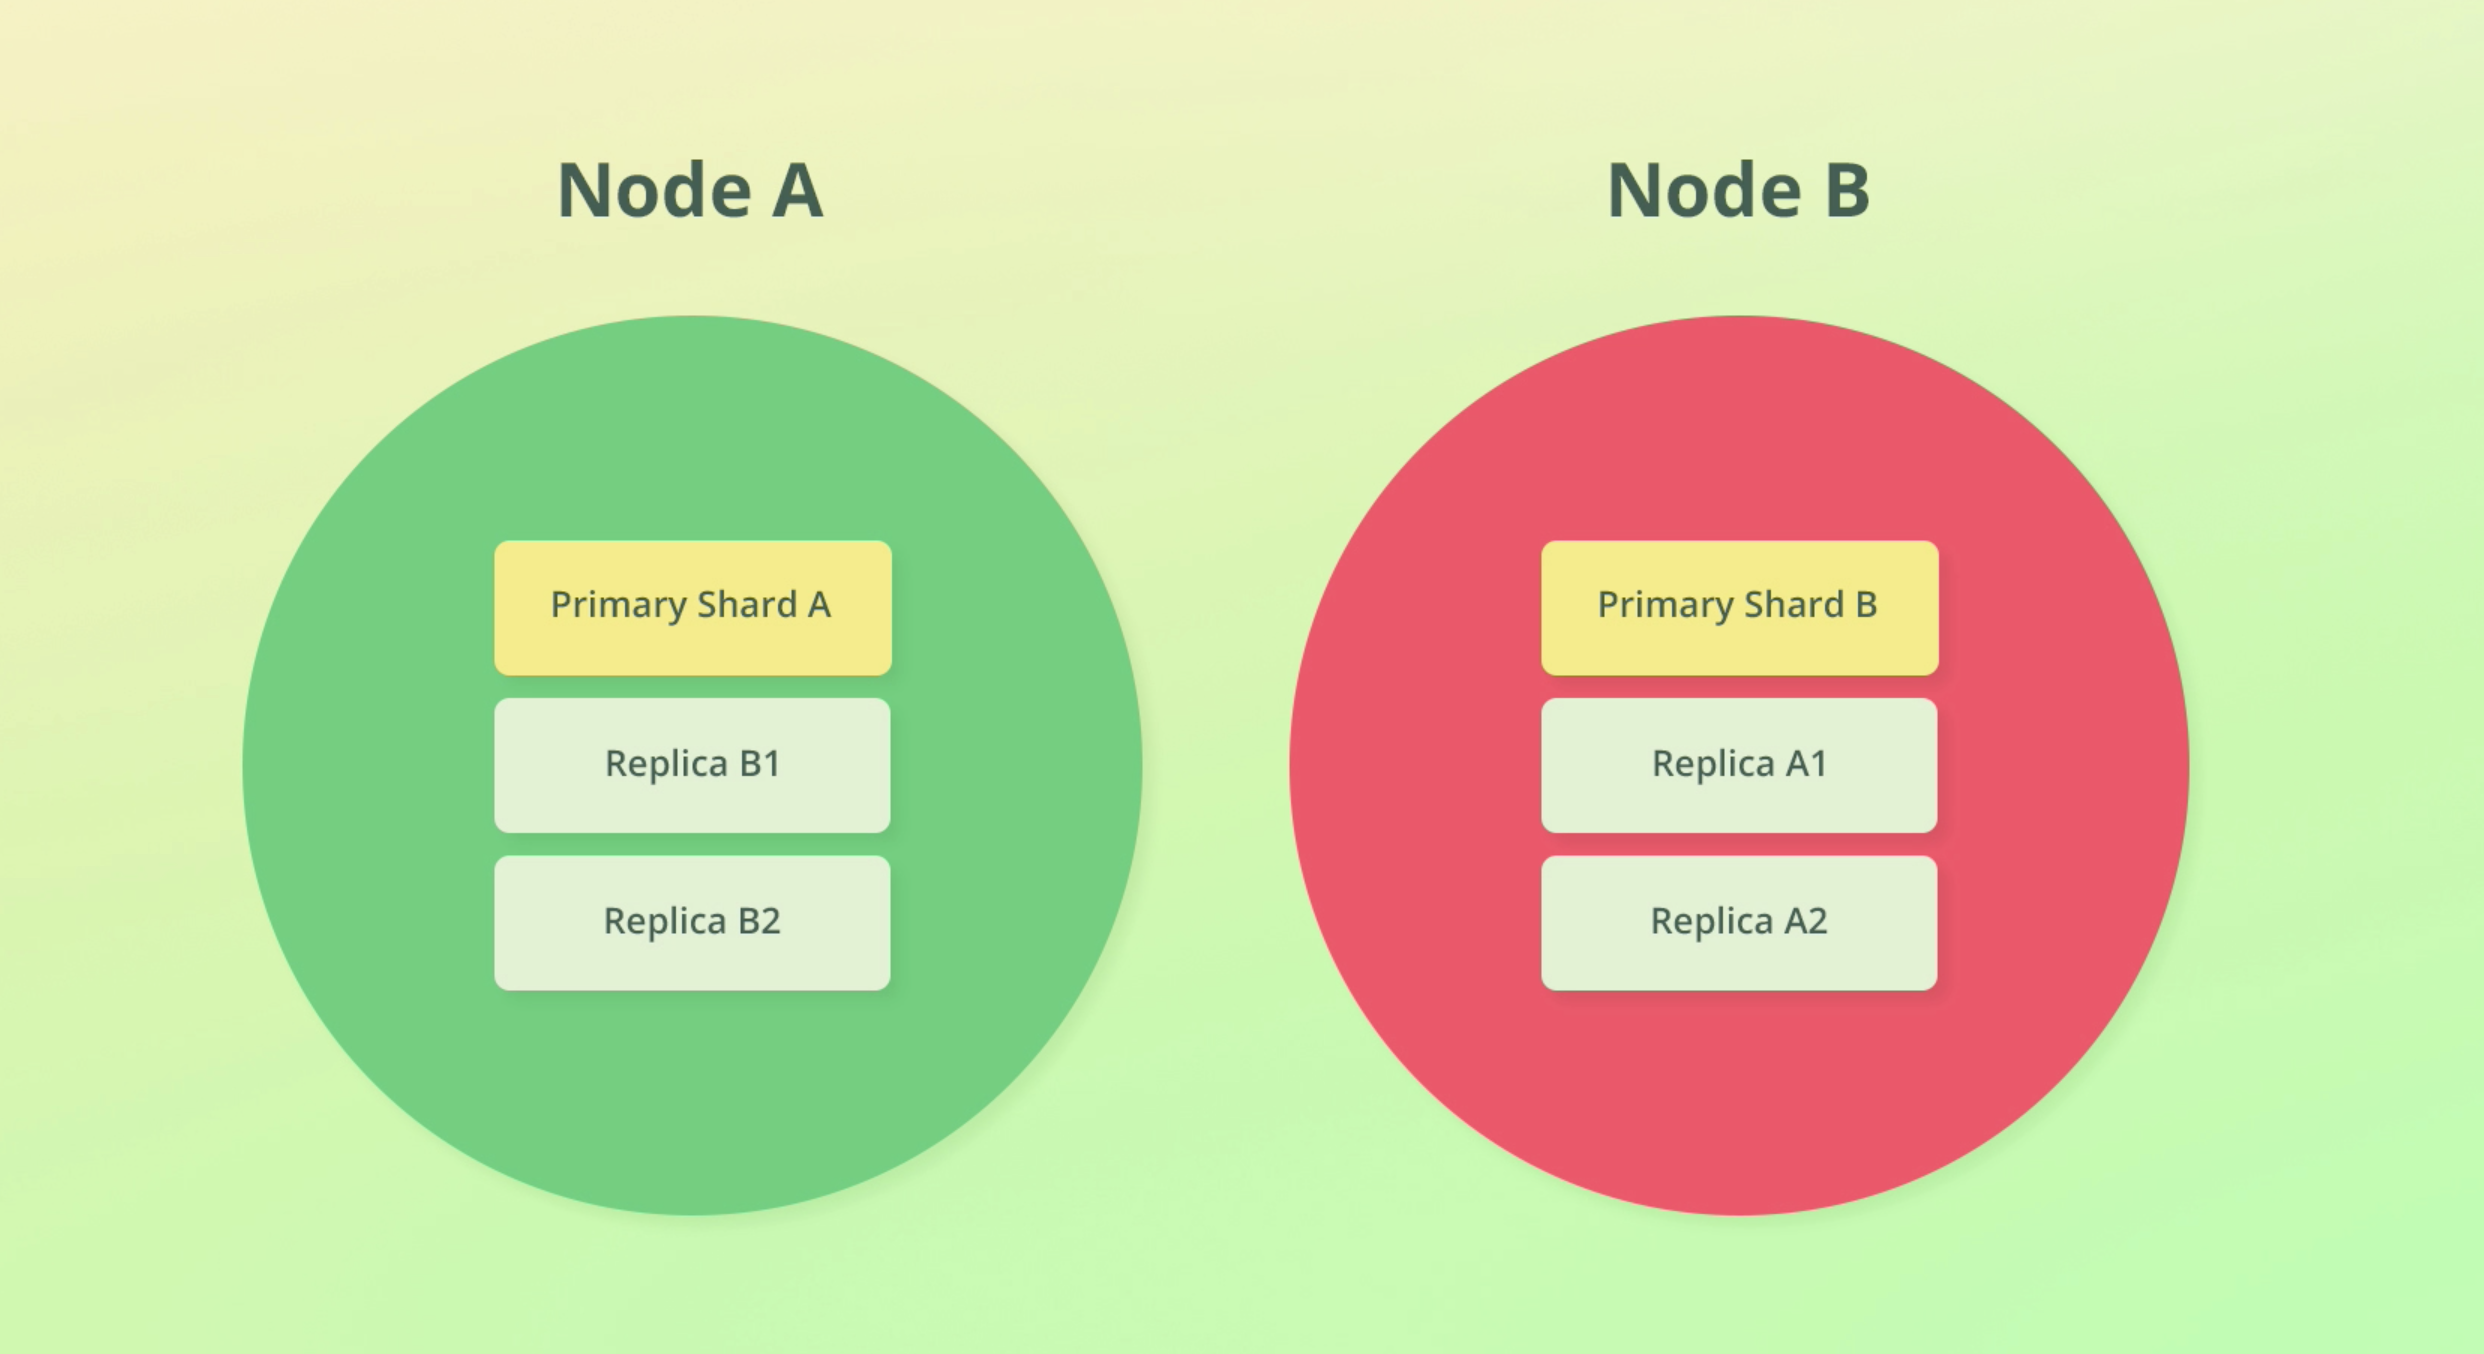 Node A
Primary Shard A
Replica B1
Replica B2
Node B
Primary Shard B
Replica A1
Replica A2